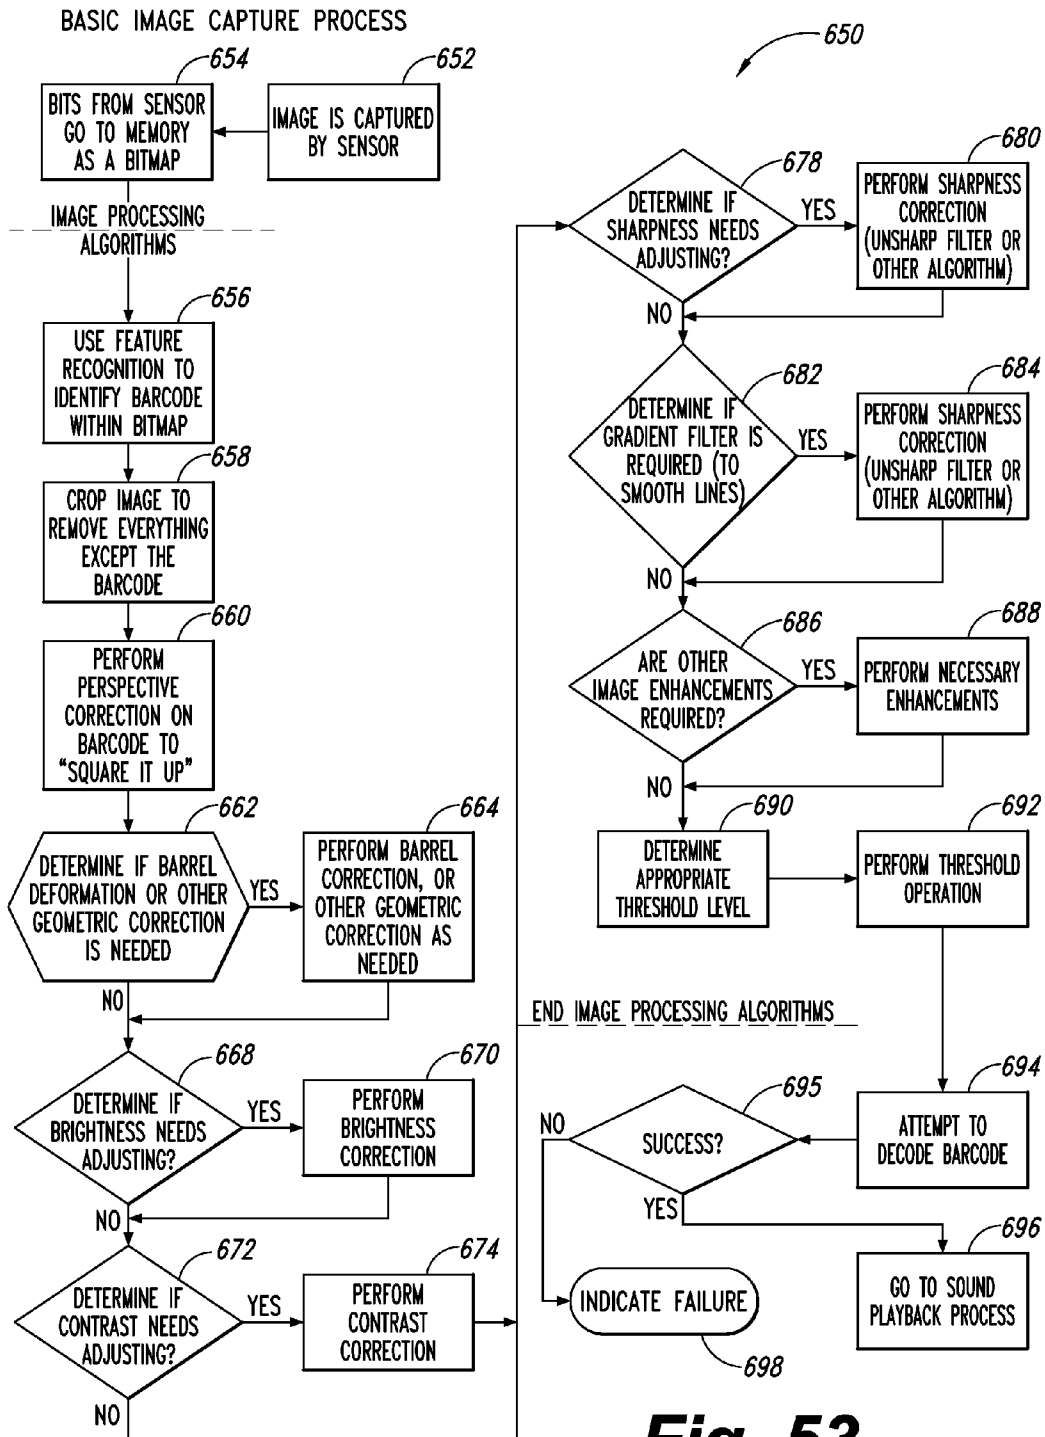 BASIC IMAGE CAPTURE PROCESS
650
654
BITS FROM SENSOR
GO TO MEMORY
AS A BITMAP
652
IMAGE IS CAPTURED
BY SENSOR
IMAGE PROCESSING
ALGORITHMS
656
USE FEATURE
RECOGNITION TO
IDENTIFY BARCODE
WITHIN BITMAP
658
CROP IMAGE TO
REMOVE EVERYTHING
EXCEPT THE
BARCODE
660
PERFORM
PERSPECTIVE
CORRECTION ON
BARCODE TO
"SQUARE IT UP"
662
DETERMINE IF BARREL
DEFORMATION OR OTHER
GEOMETRIC CORRECTION
IS NEEDED
YES
NO
664
PERFORM BARREL
CORRECTION, OR
OTHER GEOMETRIC
CORRECTION AS
NEEDED
668
DETERMINE IF
BRIGHTNESS NEEDS
ADJUSTING?
YES
NO
670
PERFORM
BRIGHTNESS
CORRECTION
672
DETERMINE IF
CONTRAST NEEDS
ADJUSTING?
YES
NO
674
PERFORM
CONTRAST
CORRECTION
678
DETERMINE IF
SHARPNESS NEEDS
ADJUSTING?
YES
NO
680
PERFORM SHARPNESS
CORRECTION
(UNSHARP FILTER OR
OTHER ALGORITHM)
682
DETERMINE IF
GRADIENT FILTER IS
REQUIRED (TO
SMOOTH LINES)
YES
NO
684
PERFORM SHARPNESS
CORRECTION
(UNSHARP FILTER OR
OTHER ALGORITHM)
686
ARE OTHER
IMAGE ENHANCEMENTS
REQUIRED?
YES
NO
688
PERFORM NECESSARY
ENHANCEMENTS
690
DETERMINE
APPROPRIATE
THRESHOLD LEVEL
692
PERFORM THRESHOLD
OPERATION
END IMAGE PROCESSING ALGORITHMS
694
ATTEMPT TO
DECODE BARCODE
695
SUCCESS?
NO
YES
696
GO TO SOUND
PLAYBACK PROCESS
INDICATE FAILURE
698
Fig. 53